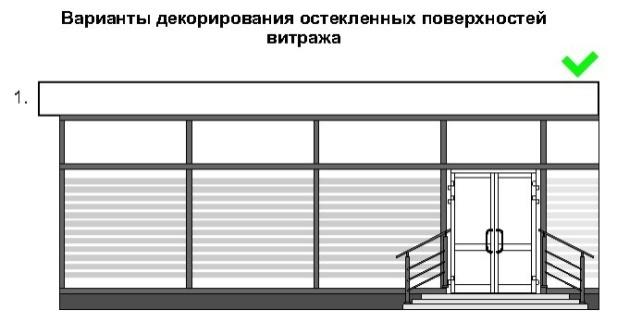 Варианты декорирования остекленных поверхностей
витража
1.